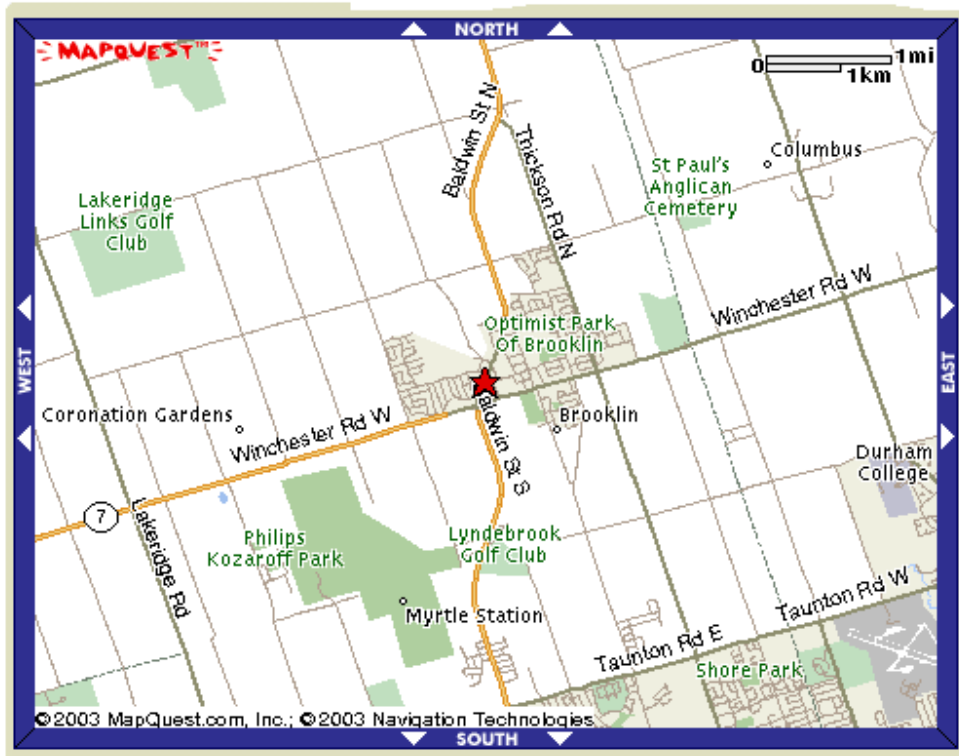 NORTH
MAPQUEST™
0 1mi
1km
Baldwin St N
Thickson Rd N
Columbus
St Paul's
Anglican
Cemetery
Lakeridge
Links Golf
Club
Winchester Rd W
Optimist Park
Of Brooklin
WEST
EAST
Coronation Gardens
Winchester Rd W
Baldwin St S
Brooklin
Durham
College
7
Lakeridge Rd
Philips
Kozaroff Park
Lyndebrook
Golf Club
Myrtle Station
Taunton Rd W
Taunton Rd E
Shore Park
©2003 MapQuest.com, Inc.; ©2003 Navigation Technologies
SOUTH